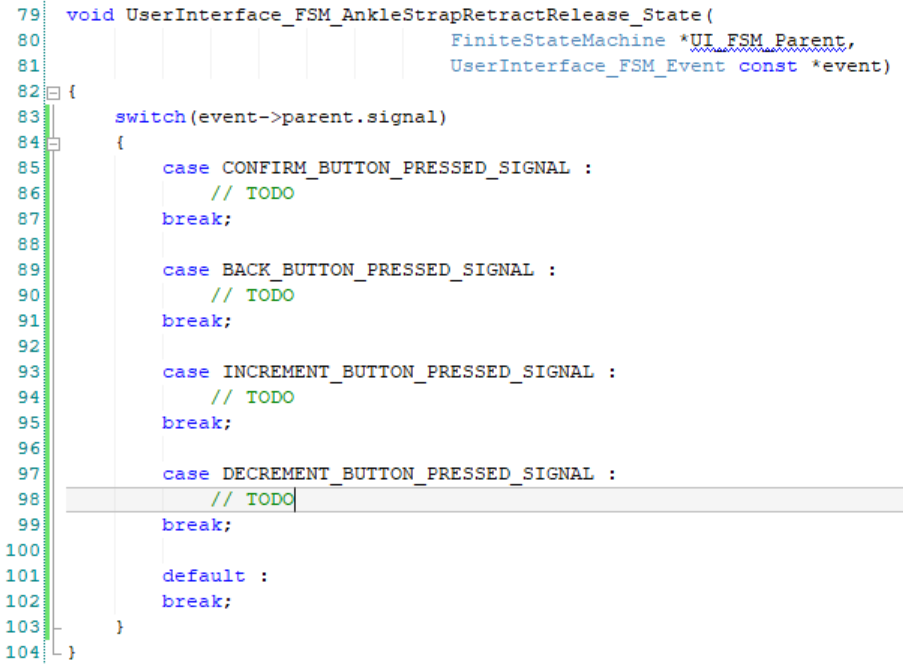 79 void UserInterface_FSM_AnkleStrapRetractRelease_State(
80 FiniteStateMachine *UI_FSM_Parent,
81 UserInterface_FSM_Event const *event)
82 {
83 switch(event->parent.signal)
84 {
85 case CONFIRM_BUTTON_PRESSED_SIGNAL :
86 // TODO
87 break;
88
89 case BACK_BUTTON_PRESSED_SIGNAL :
90 // TODO
91 break;
92
93 case INCREMENT_BUTTON_PRESSED_SIGNAL :
94 // TODO
95 break;
96
97 case DECREMENT_BUTTON_PRESSED_SIGNAL :
98 // TODO
99 break;
100
101 default :
102 break;
103 }
104 }